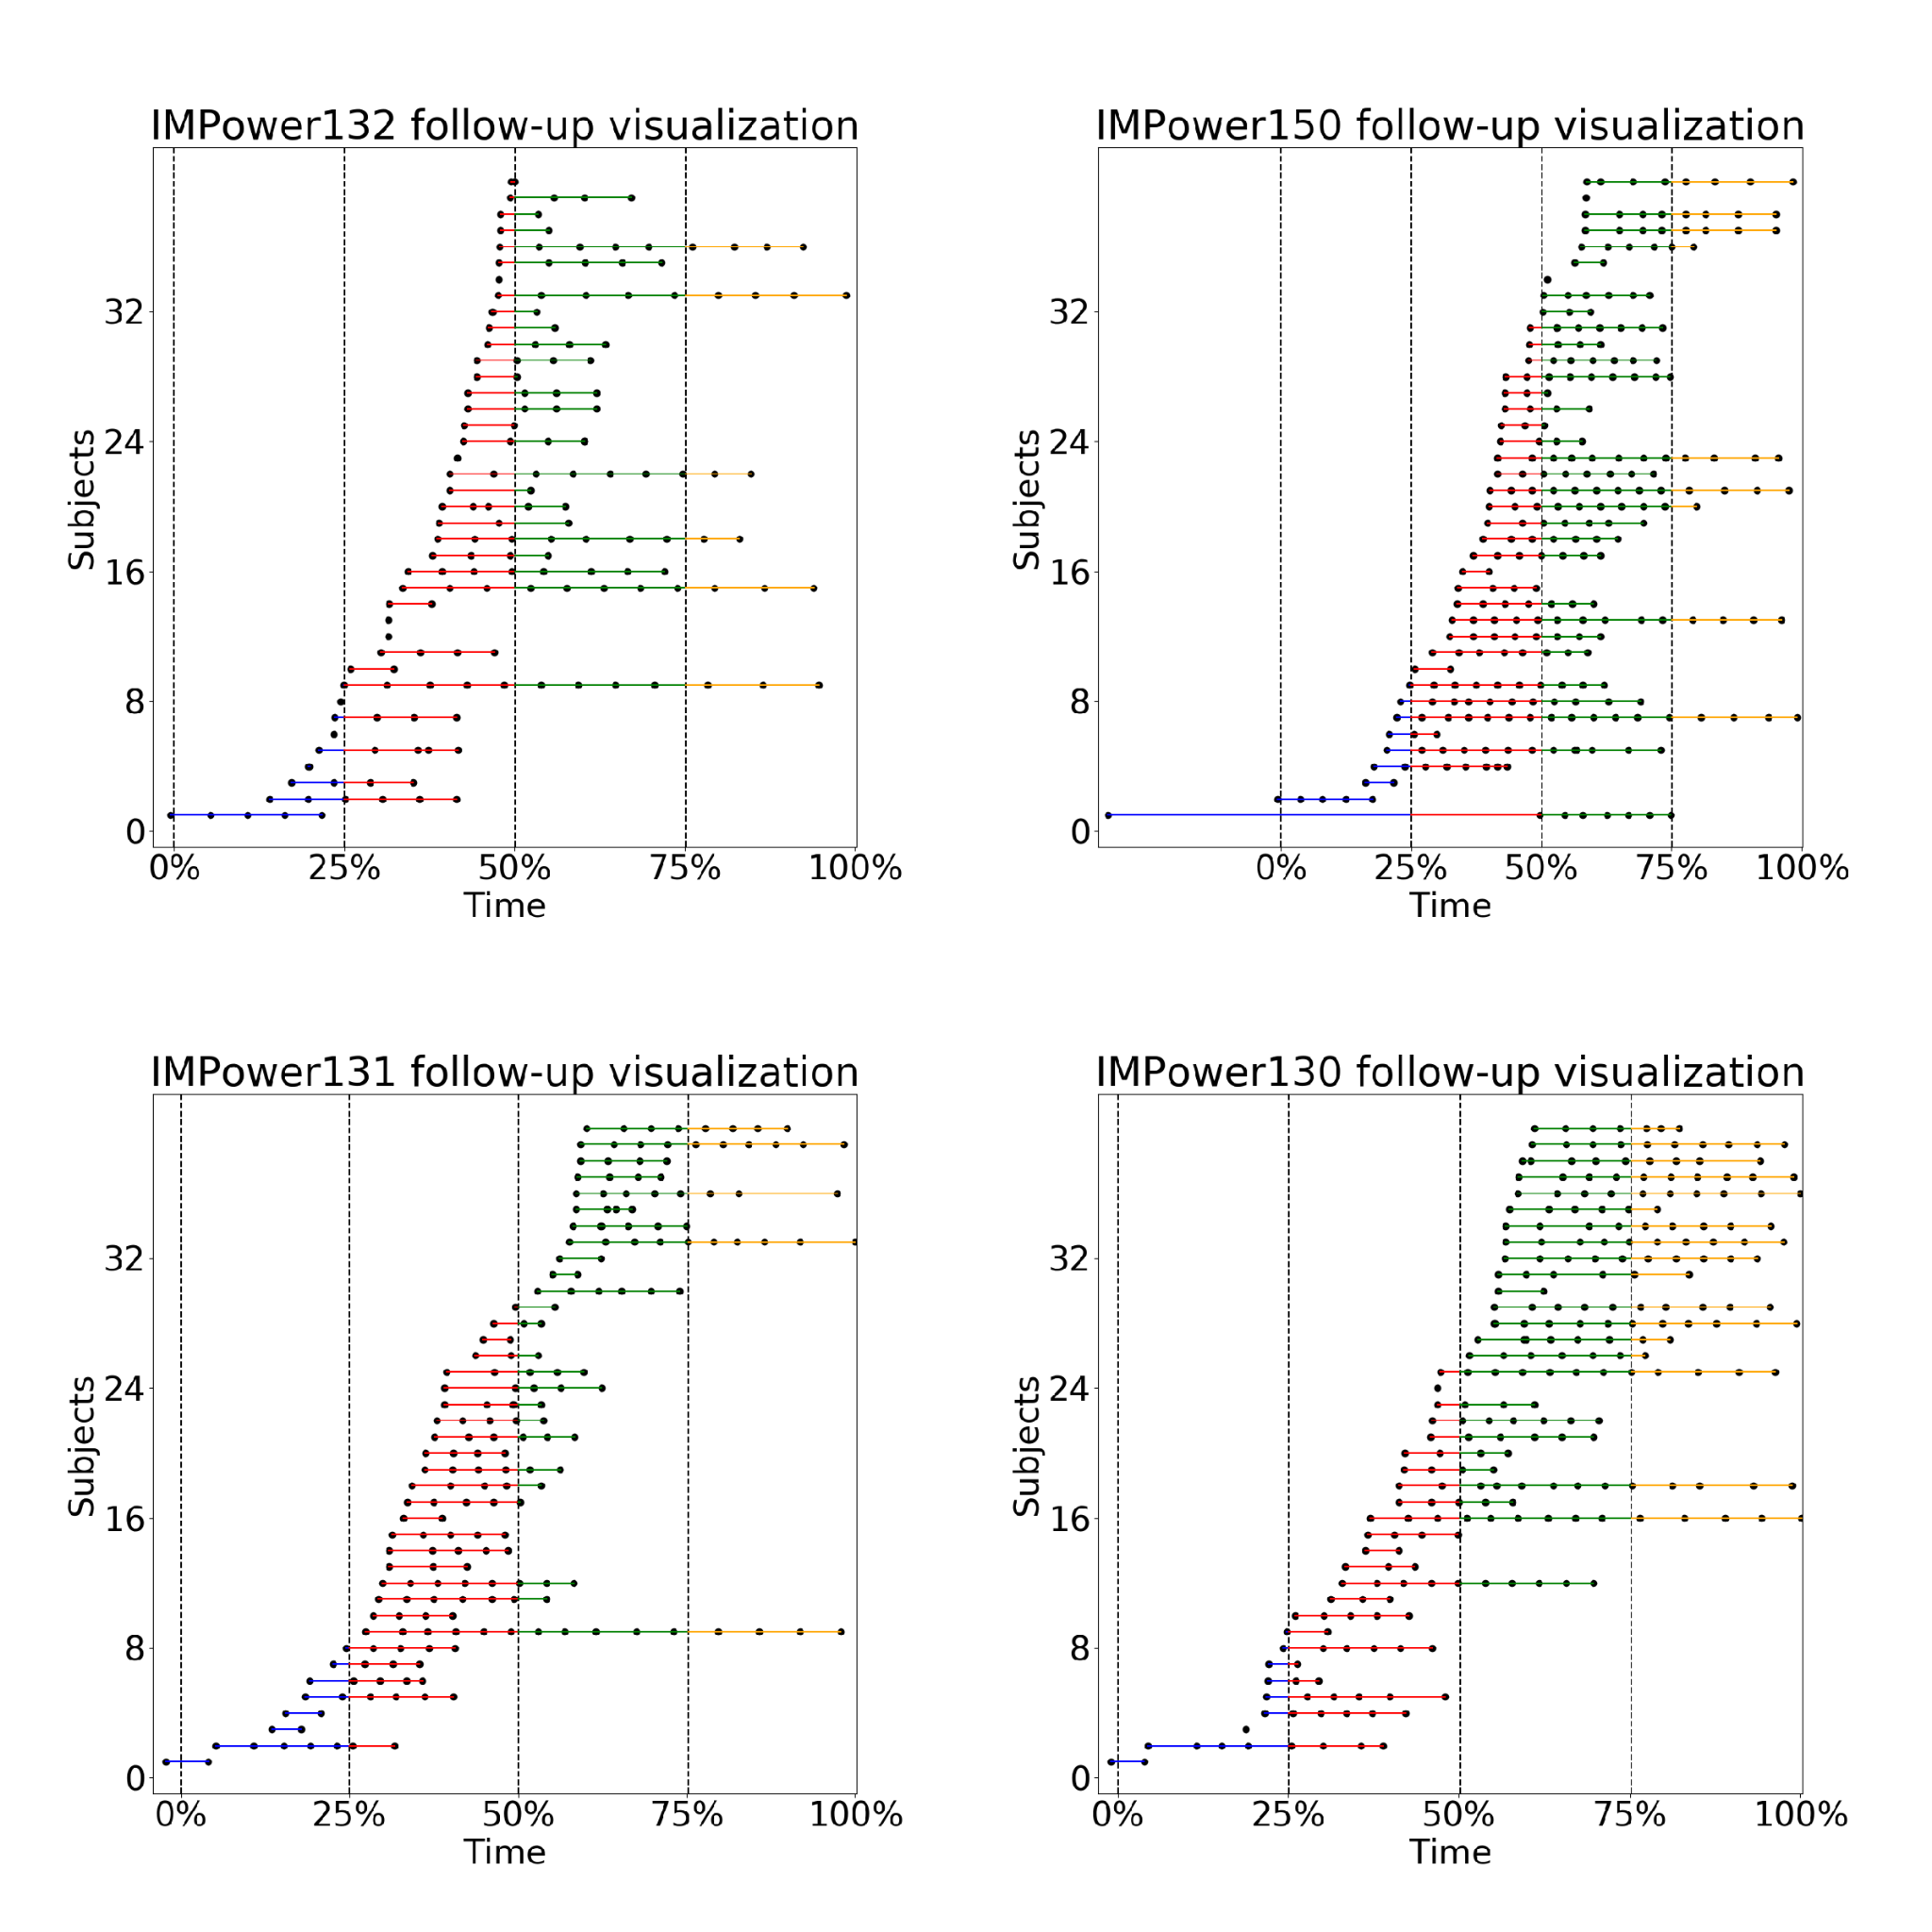 IMPower132 follow-up visualization
32
24
16
8
0
Subjects
0% 25% 50% 75% 100%
Time
IMPower150 follow-up visualization
32
24
16
8
0
Subjects
0% 25% 50% 75% 100%
Time
IMPower131 follow-up visualization
32
24
16
8
0
Subjects
0% 25% 50% 75% 100%
Time
IMPower130 follow-up visualization
32
24
16
8
0
Subjects
0% 25% 50% 75% 100%
Time